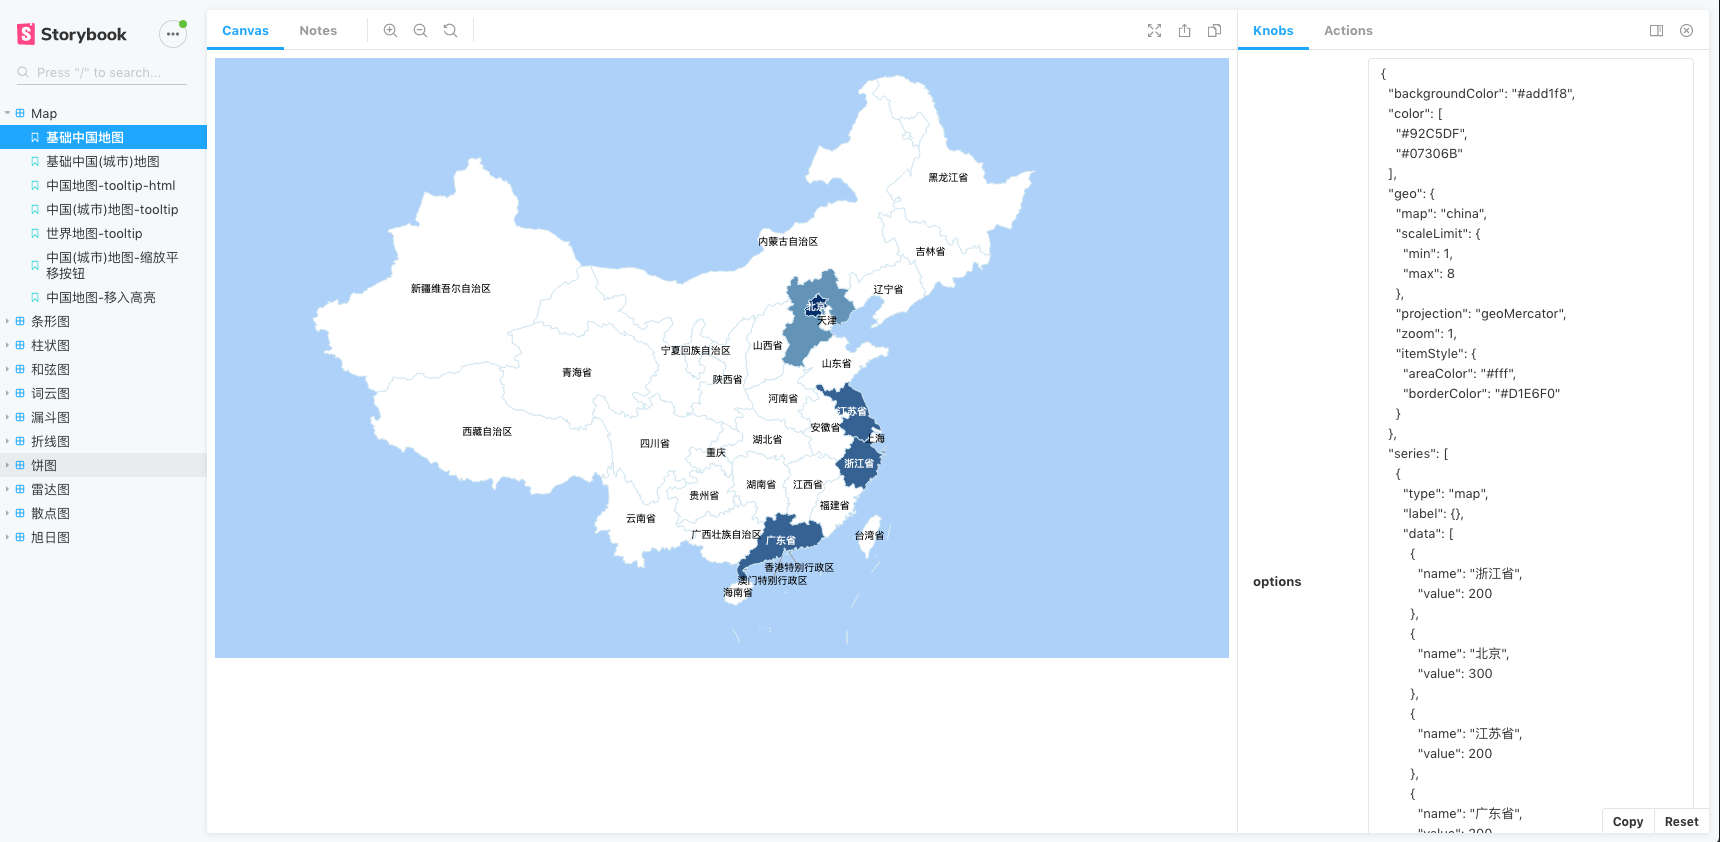 Storybook
Press "/" to search...
Map
基础中国地图
基础中国(城市)地图
中国地图-tooltip-html
中国(城市)地图-tooltip
世界地图-tooltip
中国(城市)地图-缩放平
移按钮
中国地图-移入高亮
条形图
柱状图
和弦图
词云图
漏斗图
折线图
饼图
雷达图
散点图
旭日图
Canvas
Notes
黑龙江省
内蒙古自治区
吉林省
新疆维吾尔自治区
辽宁省
北京
天津
山西省
宁夏回族自治区
山东省
青海省
陕西省
河南省
江苏省
安徽省
西藏自治区
上海
湖北省
四川省
重庆
浙江省
湖南省
江西省
贵州省
福建省
云南省
广西壮族自治区
广东省
台湾省
香港特别行政区
澳门特别行政区
海南省
Knobs
Actions
options
{
"backgroundColor": "#add1f8",
"color": [
"#92C5DF",
"#07306B"
],
"geo": {
"map": "china",
"scaleLimit": {
"min": 1,
"max": 8
},
"projection": "geoMercator",
"zoom": 1,
"itemStyle": {
"areaColor": "#fff",
"borderColor": "#D1E6F0"
}
},
"series": [
{
"type": "map",
"label": {},
"data": [
{
"name": "浙江省",
"value": 200
},
{
"name": "北京",
"value": 300
},
{
"name": "江苏省",
"value": 200
},
{
"name": "广东省",
"value": 200
Copy
Reset